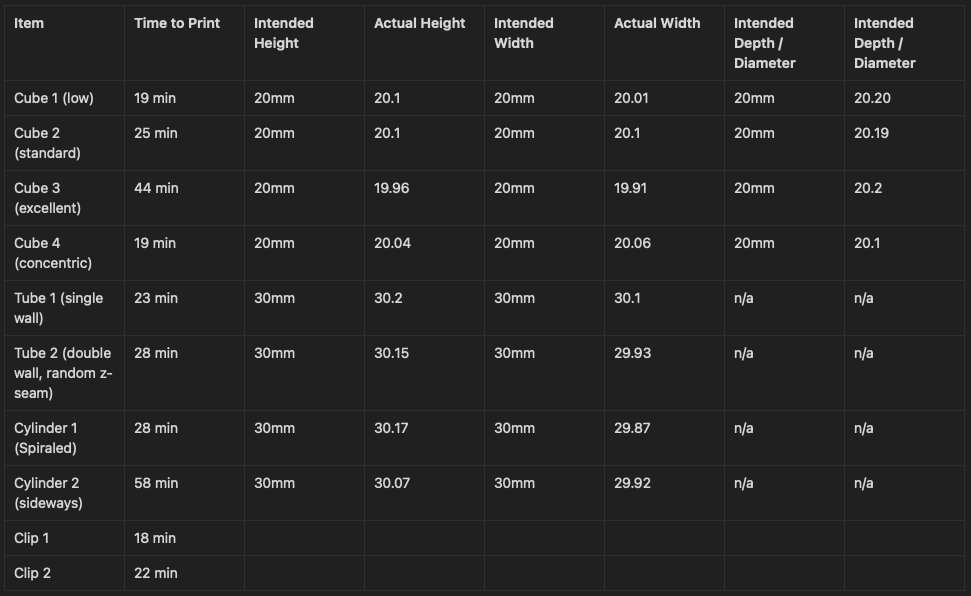 Item Time to Print Intended Height Actual Height Intended Width Actual Width Intended Depth / Diameter Intended Depth / Diameter
Cube 1 (low) 19 min 20mm 20.1 20mm 20.01 20mm 20.20
Cube 2 (standard) 25 min 20mm 20.1 20mm 20.1 20mm 20.19
Cube 3 (excellent) 44 min 20mm 19.96 20mm 19.91 20mm 20.2
Cube 4 (concentric) 19 min 20mm 20.04 20mm 20.06 20mm 20.1
Tube 1 (single wall) 23 min 30mm 30.2 30mm 30.1 n/a n/a
Tube 2 (double wall, random z-seam) 28 min 30mm 30.15 30mm 29.93 n/a n/a
Cylinder 1 (Spiraled) 28 min 30mm 30.17 30mm 29.87 n/a n/a
Cylinder 2 (sideways) 58 min 30mm 30.07 30mm 29.92 n/a n/a
Clip 1 18 min
Clip 2 22 min